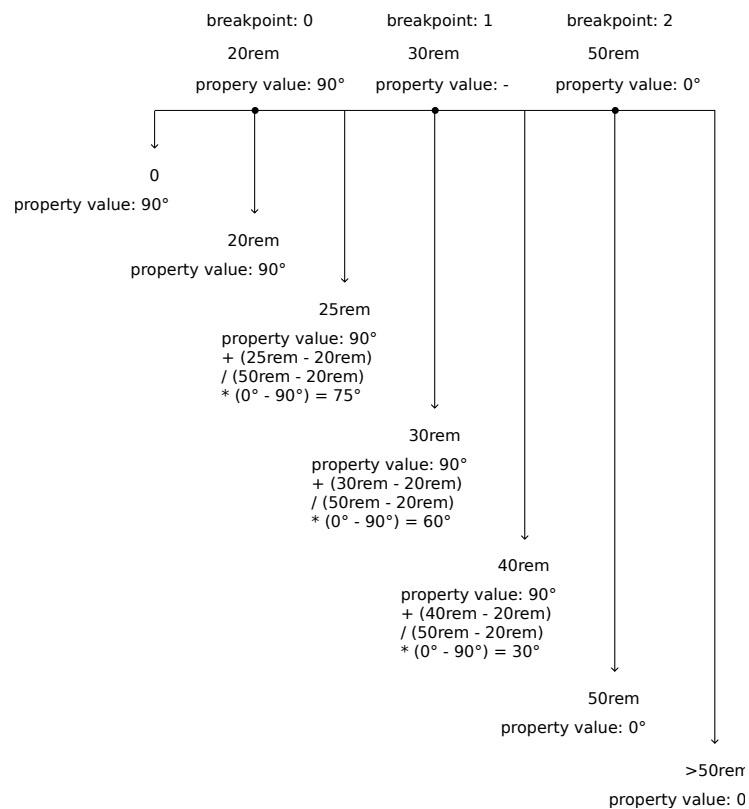 breakpoint: 0
breakpoint: 1
breakpoint: 2
20rem
30rem
50rem
propery value: 90°
property value: -
property value: 0°
0
property value: 90°
20rem
property value: 90°
25rem
property value: 90°
+ (25rem - 20rem)
/ (50rem - 20rem)
* (0° - 90°) = 75°
30rem
property value: 90°
+ (30rem - 20rem)
/ (50rem - 20rem)
* (0° - 90°) = 60°
40rem
property value: 90°
+ (40rem - 20rem)
/ (50rem - 20rem)
* (0° - 90°) = 30°
50rem
property value: 0°
>50rem
property value: 0